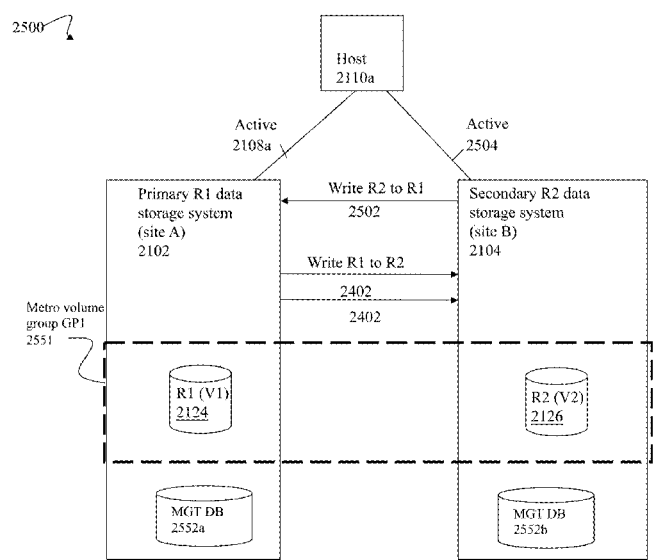 2500
Host
2110a
Active
2108a
Active
2504
Primary R1 data
storage system
(site A)
2102
Write R2 to R1
2502
Secondary R2 data
storage system
(site B)
2104
Write R1 to R2
2402
2402
Metro volume
group GP1
2551
R1 (V1)
2124
R2 (V2)
2126
MGT DB
2552a
MGT DB
2552b